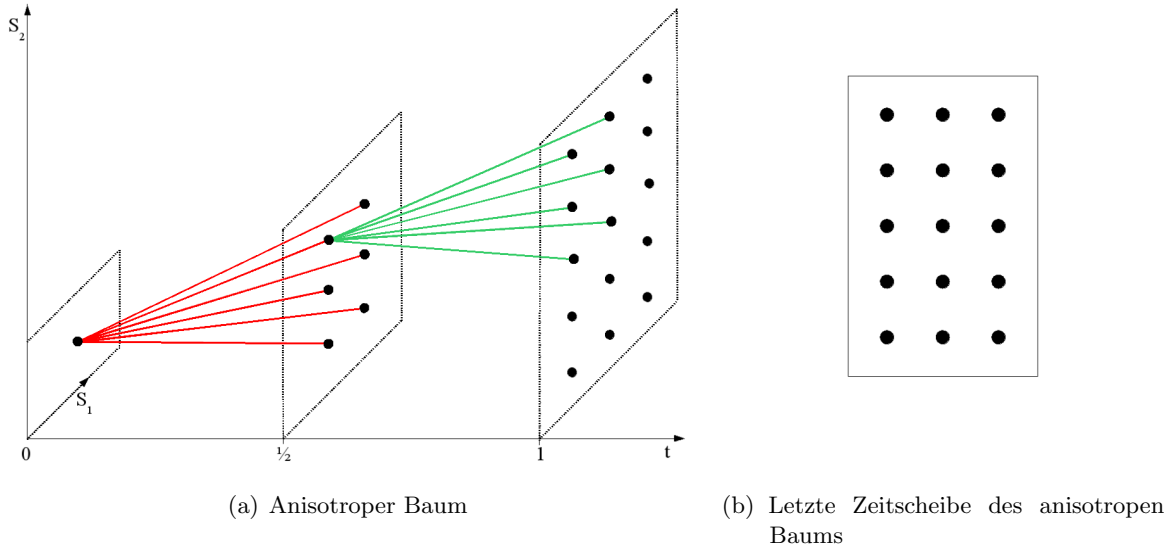 S₂
S₁
0
½
1
t
(a) Anisotroper Baum
(b) Letzte Zeitscheibe des anisotropen
Baums